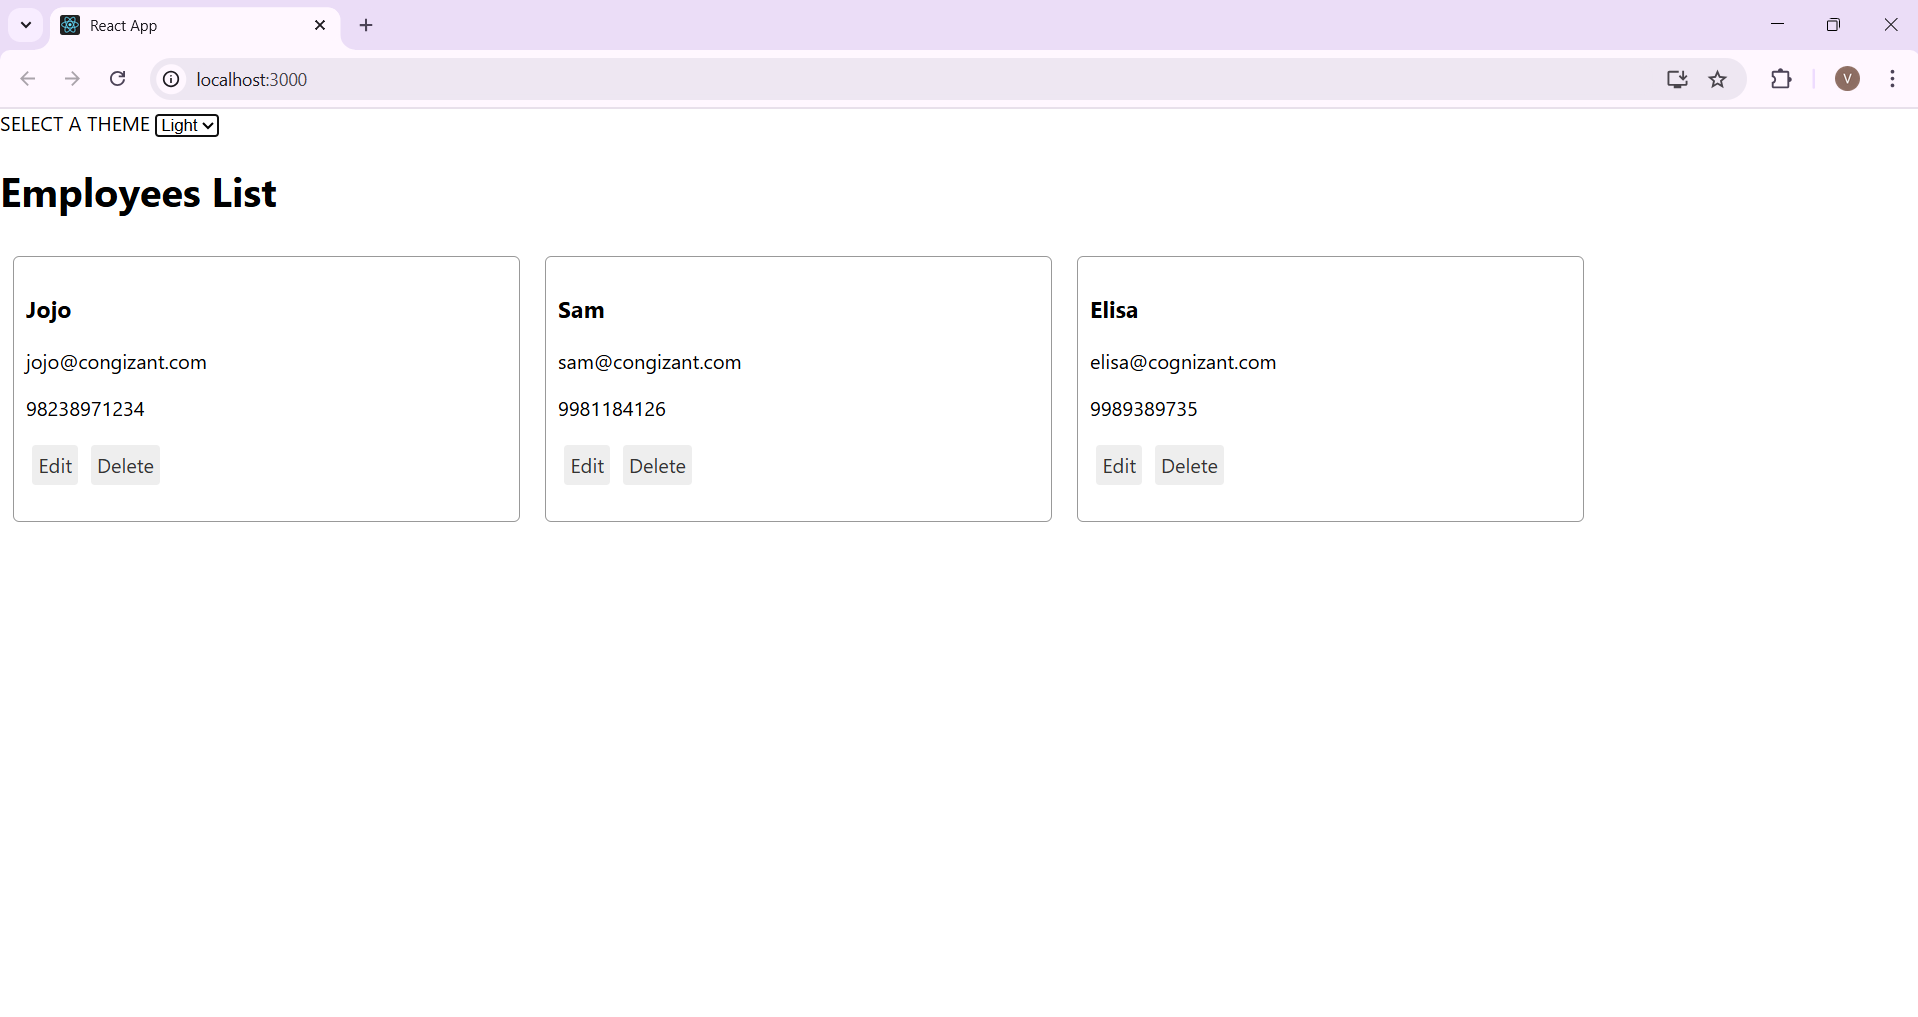 React App
localhost:3000
V
SELECT A THEME Light
Employees List
Jojo
jojo@congizant.com
98238971234
Edit Delete
Sam
sam@congizant.com
9981184126
Edit Delete
Elisa
elisa@cognizant.com
9989389735
Edit Delete